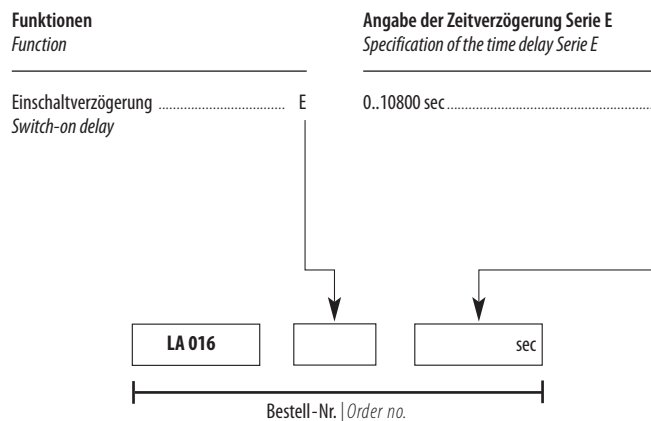 Funktionen
Function
Einschaltverzögerung ................................. E
Switch-on delay
Angabe der Zeitverzögerung Serie E
Specification of the time delay Serie E
0..10800 sec ......................................................
LA 016
sec
Bestell-Nr. | Order no.